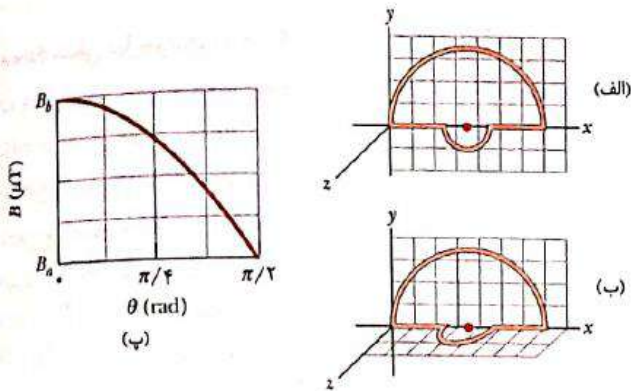 y
(الف)
x
z
B_b
B (μT)
B_a
۰
π/۴
π/۲
θ (rad)
(پ)
y
(ب)
x
z